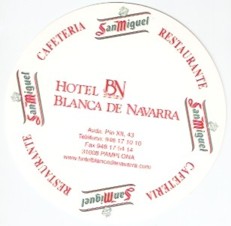 CAFETERIA
San Miguel
RESTAURANTE
HOTEL BN
BLANCA DE NAVARRA
Avda. Pio XII, 43
Teléfono: 948 17 10 10
Fax 948 17 54 14
31008 PAMPLONA
San Miguel
San Miguel
RESTAURANTE
San Miguel
CAFETERIA